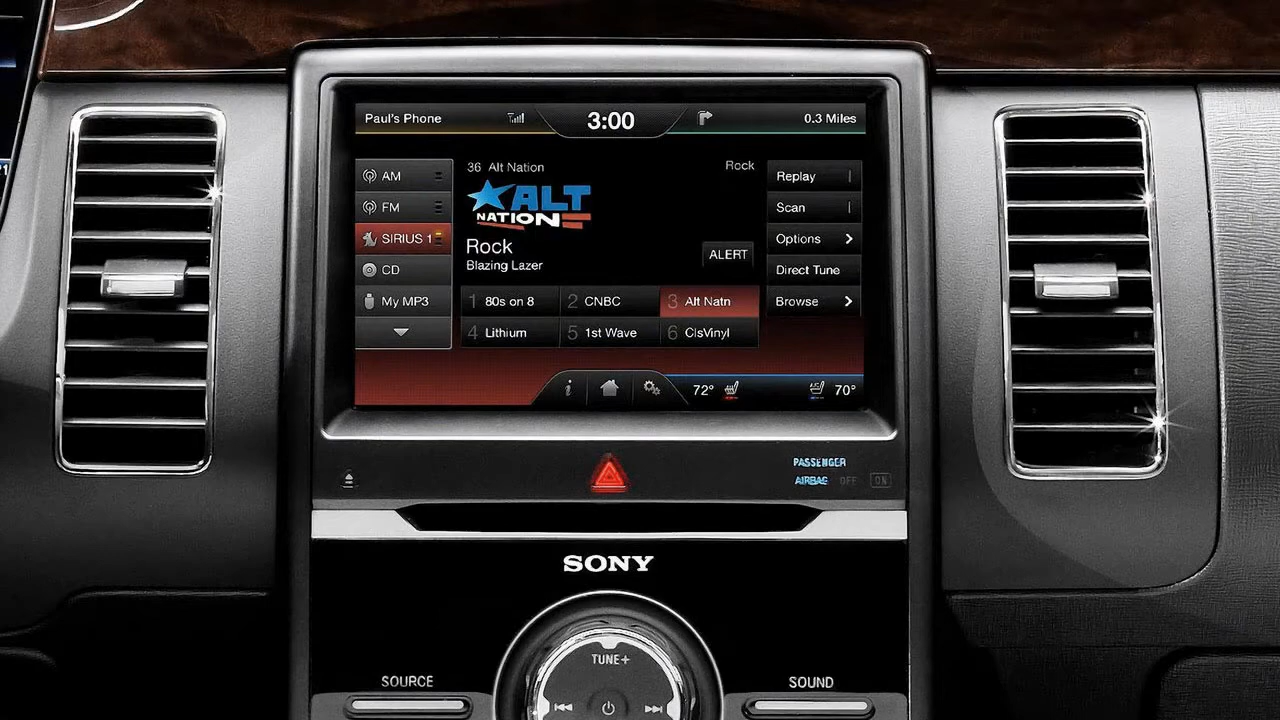 Paul's Phone
3:00
0.3 Miles
AM
FM
SIRIUS 1
CD
My MP3
36 Alt Nation
Rock
ALT
NATION
Rock
Blazing Lazer
ALERT
1 80s on 8
2 CNBC
3 Alt Natn
4 Lithium
5 1st Wave
6 ClsVinyl
Replay
Scan
Options
Direct Tune
Browse
i
72°
70°
PASSENGER
AIRBAG OFF ON
SONY
TUNE+
SOURCE
SOUND